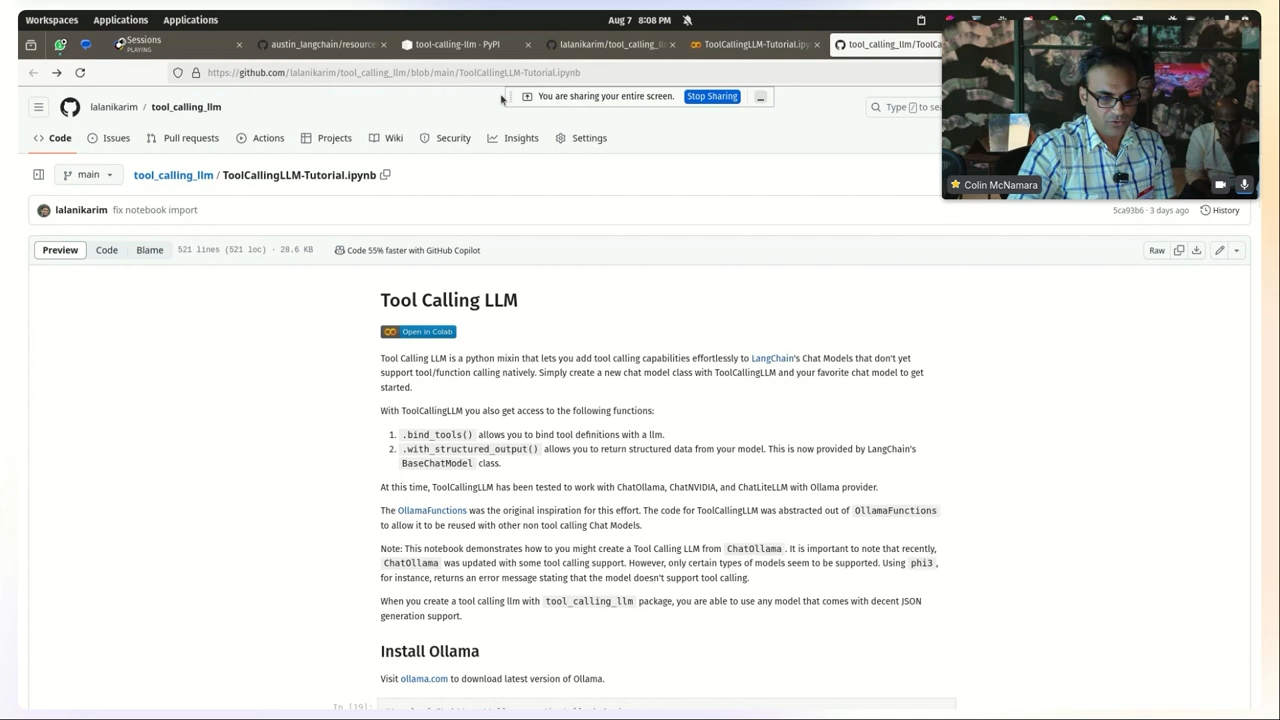 Workspaces Applications Applications Aug 7 8:08 PM
Sessions
PLAYING
austin_langchain/resource
tool-calling-llm · PyPI
lalanikarim/tool_calling_ll
ToolCallingLLM-Tutorial.ipy
tool_calling_llm/ToolCa
https://github.com/lalanikarim/tool_calling_llm/blob/main/ToolCallingLLM-Tutorial.ipynb
You are sharing your entire screen. Stop Sharing
lalanikarim / tool_calling_llm
Type / to sea
Code Issues Pull requests Actions Projects Wiki Security Insights Settings
Colin McNamara
main tool_calling_llm / ToolCallingLLM-Tutorial.ipynb
lalanikarim fix notebook import 5ca93b6 · 3 days ago History
Preview Code Blame 521 lines (521 loc) · 28.6 KB Code 55% faster with GitHub Copilot Raw
Tool Calling LLM
Open in Colab
Tool Calling LLM is a python mixin that lets you add tool calling capabilities effortlessly to LangChain's Chat Models that don't yet
support tool/function calling natively. Simply create a new chat model class with ToolCallingLLM and your favorite chat model to get
started.
With ToolCallingLLM you also get access to the following functions:
1. .bind_tools() allows you to bind tool definitions with a llm.
2. .with_structured_output() allows you to return structured data from your model. This is now provided by LangChain's
BaseChatModel class.
At this time, ToolCallingLLM has been tested to work with ChatOllama, ChatNVIDIA, and ChatLiteLLM with Ollama provider.
The OllamaFunctions was the original inspiration for this effort. The code for ToolCallingLLM was abstracted out of OllamaFunctions
to allow it to be reused with other non tool calling Chat Models.
Note: This notebook demonstrates how to you might create a Tool Calling LLM from ChatOllama . It is important to note that recently,
ChatOllama was updated with some tool calling support. However, only certain types of models seem to be supported. Using phi3 ,
for instance, returns an error message stating that the model doesn't support tool calling.
When you create a tool calling llm with tool_calling_llm package, you are able to use any model that comes with decent JSON
generation support.
Install Ollama
Visit ollama.com to download latest version of Ollama.
In [19]: